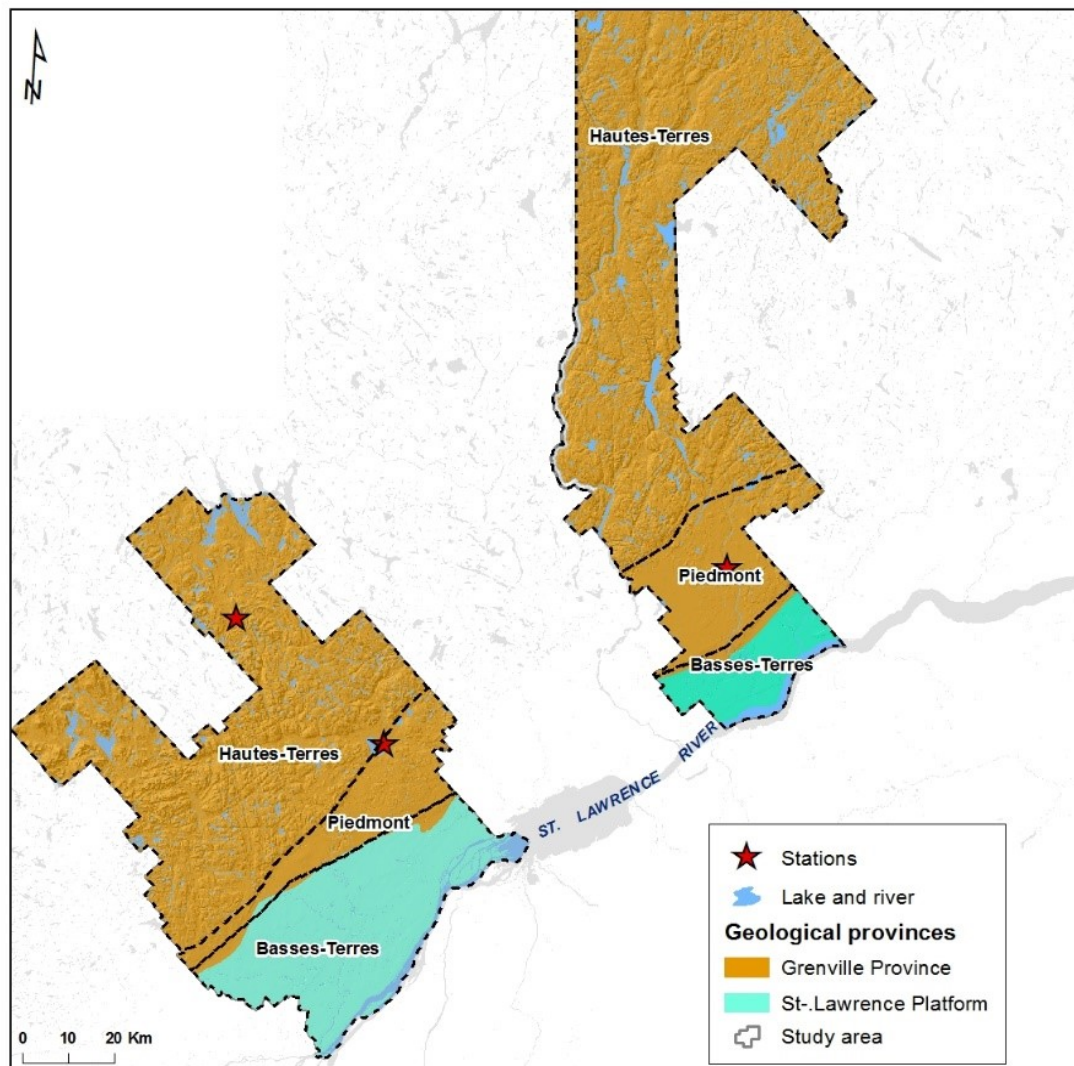 N
Hautes-Terres
Piedmont
Basses-Terres
Hautes-Terres
Piedmont
Basses-Terres
ST. LAWRENCE RIVER
Stations
Lake and river
Geological provinces
Grenville Province
St-.Lawrence Platform
Study area
0 10 20 Km